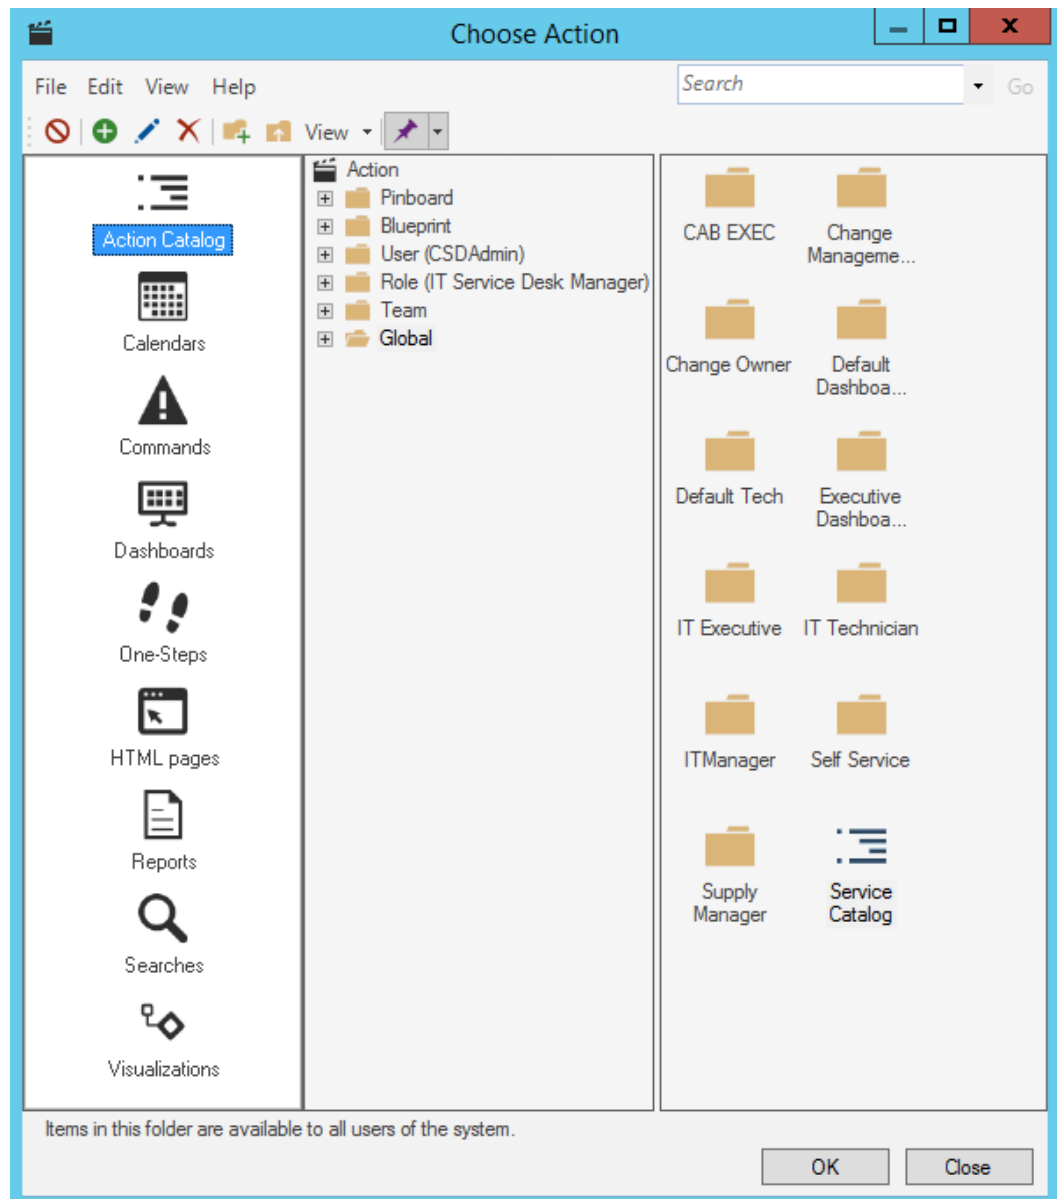 Choose Action
File Edit View Help
Search
Go
View
Action Catalog
Calendars
Commands
Dashboards
One-Steps
HTML pages
Reports
Searches
Visualizations
Action
Pinboard
Blueprint
User (CSDAdmin)
Role (IT Service Desk Manager)
Team
Global
CAB EXEC
Change
Manageme...
Change Owner
Default
Dashboa...
Default Tech
Executive
Dashboa...
IT Executive
IT Technician
ITManager
Self Service
Supply
Manager
Service
Catalog
Items in this folder are available to all users of the system.
OK
Close